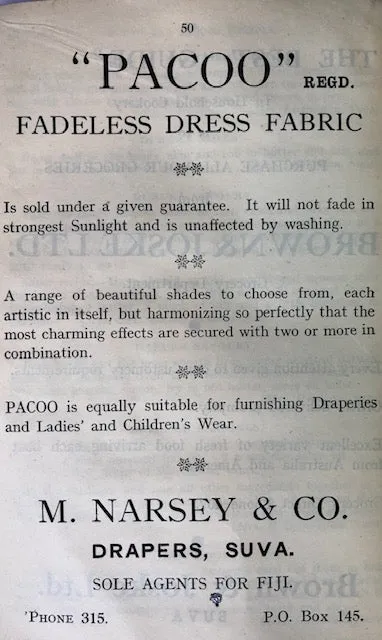 50
"PACOO" REGD.
FADELESS DRESS FABRIC
Is sold under a given guarantee. It will not fade in
strongest Sunlight and is unaffected by washing.
A range of beautiful shades to choose from, each
artistic in itself, but harmonizing so perfectly that the
most charming effects are secured with two or more in
combination.
PACOO is equally suitable for furnishing Draperies
and Ladies' and Children's Wear.
M. NARSEY & CO.
DRAPERS, SUVA.
SOLE AGENTS FOR FIJI.
'PHONE 315. P.O. BOX 145.